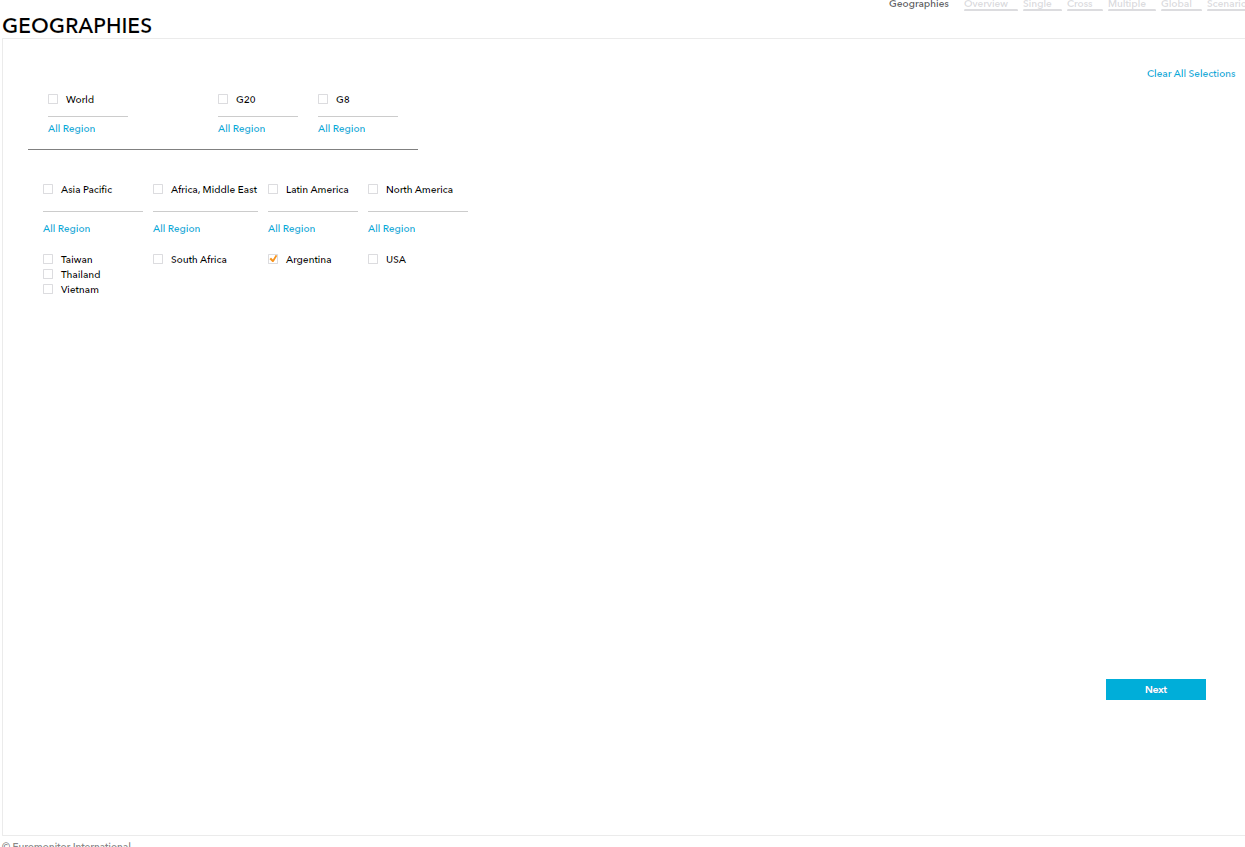 Geographies Overview Single Cross Multiple Global Scenario
GEOGRAPHIES
Clear All Selections
World G20 G8
All Region All Region All Region
Asia Pacific Africa, Middle East Latin America North America
All Region All Region All Region All Region
Taiwan South Africa Argentina USA
Thailand
Vietnam
Next
© Euromonitor International